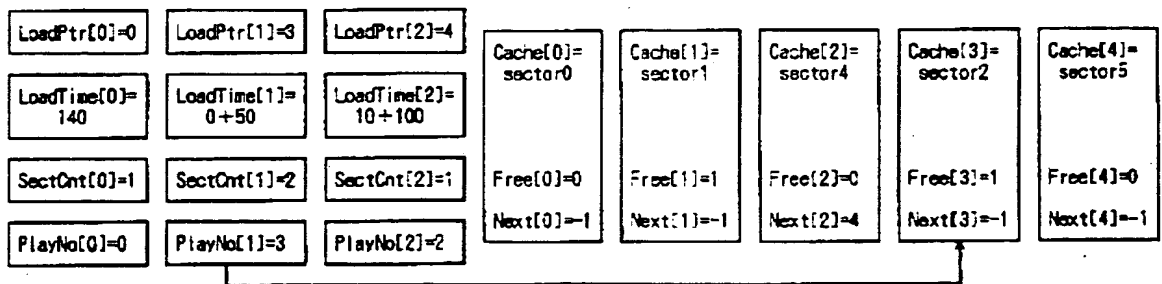 LoadPtr[0]=0
LoadPtr[1]=3
LoadPtr[2]=4
LoadTime[0]=
140
LoadTime[1]=
0+50
LoadTime[2]=
10+100
SectCnt[0]=1
SectCnt[1]=2
SectCnt[2]=1
PlayNo[0]=0
PlayNo[1]=3
PlayNo[2]=2
Cache[0]=
sector0
Free[0]=0
Next[0]=-1
Cache[1]=
sector1
Free[1]=1
Next[1]=-1
Cache[2]=
sector4
Free[2]=0
Next[2]=4
Cache[3]=
sector2
Free[3]=1
Next[3]=-1
Cache[4]=
sector5
Free[4]=0
Next[4]=-1